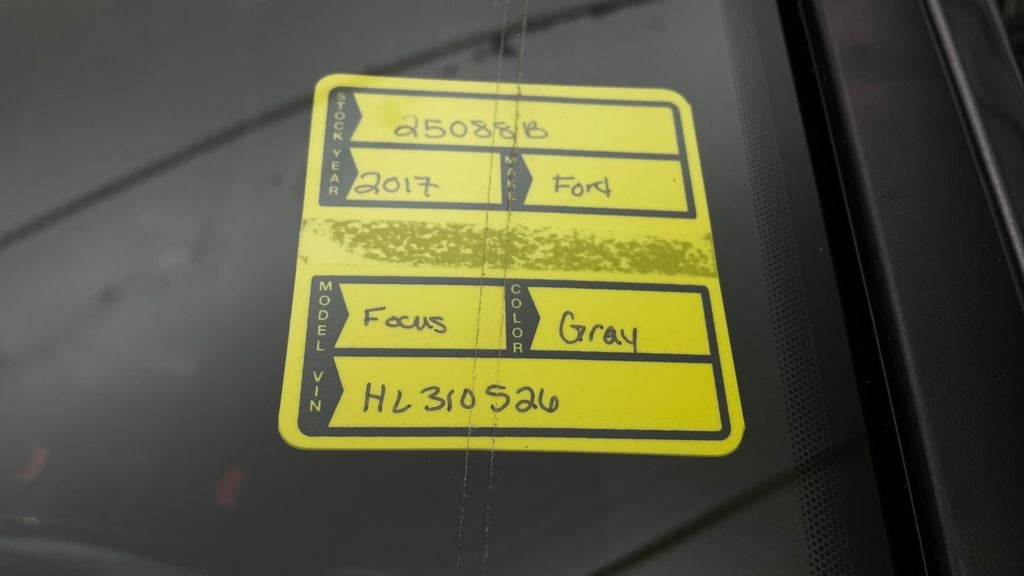 STOCK 25088B
YEAR 2017 MAKE Ford
MODEL Focus COLOR Gray
VIN HL310526